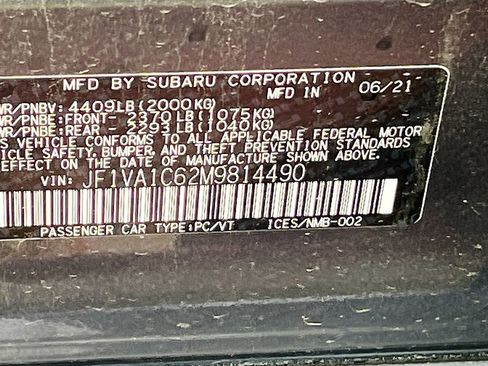 MFD BY SUBARU CORPORATION
MFD IN 06/21
WR/PNBV: 4409LB(2000KG)
WR/PNBE:FRONT- 2370LB(1075KG)
WR/PNBE:REAR - 2293LB(1040KG)
S VEHICLE CONFORMS TO ALL APPLICABLE FEDERAL MOTOR
VEHICLE SAFETY, BUMPER, AND THEFT PREVENTION STANDARDS
EFFECT ON THE DATE OF MANUFACTURE SHOWN ABOVE.
VIN: JF1VA1C62M9814490
PASSENGER CAR TYPE:PC/VT ICES/NMB-002